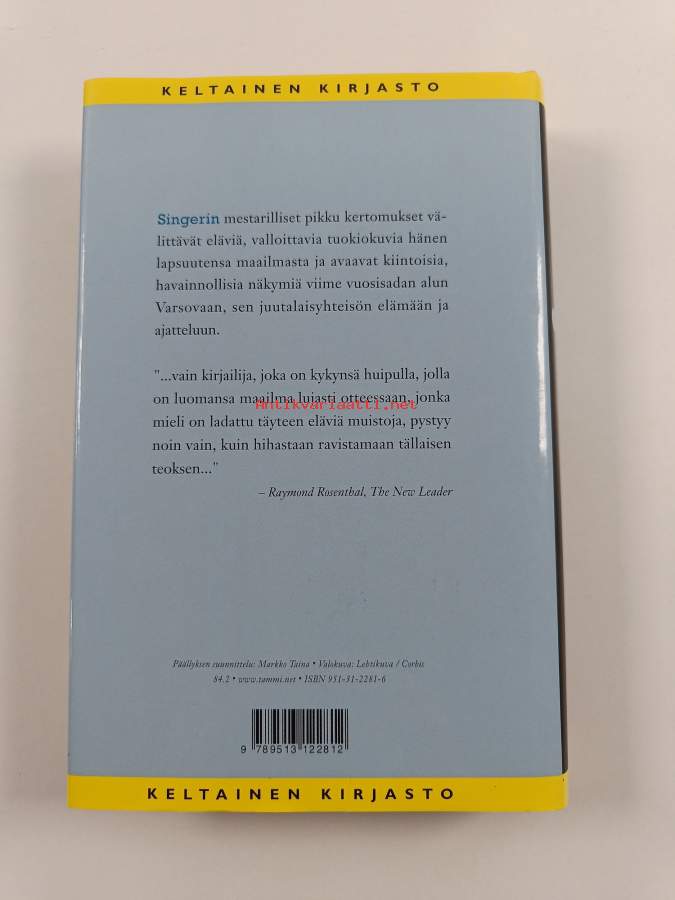 KELTAINEN KIRJASTO
Singerin mestarilliset pikku kertomukset vä-
littävät eläviä, valloittavia tuokiokuvia hänen
lapsuutensa maailmasta ja avaavat kiintoisia,
havainnollisia näkymiä viime vuosisadan alun
Varsovaan, sen juutalaisyhteisön elämään ja
ajatteluun.
"...vain kirjailija, joka on kykynsä huipulla, jolla
on luomansa maailma lujasti otteessaan, jonka
Antikvariaatti.net
mieli on ladattu täyteen eläviä muistoja, pystyy
noin vain, kuin hihastaan ravistamaan tällaisen
teoksen..."
– Raymond Rosenthal, The New Leader
Päällyksen suunnittelu: Markko Taina • Valokuva: Lehtikuva / Corbis
84.2 • www.tammi.net • ISBN 951-31-2281-6
9 789513 122812
KELTAINEN KIRJASTO